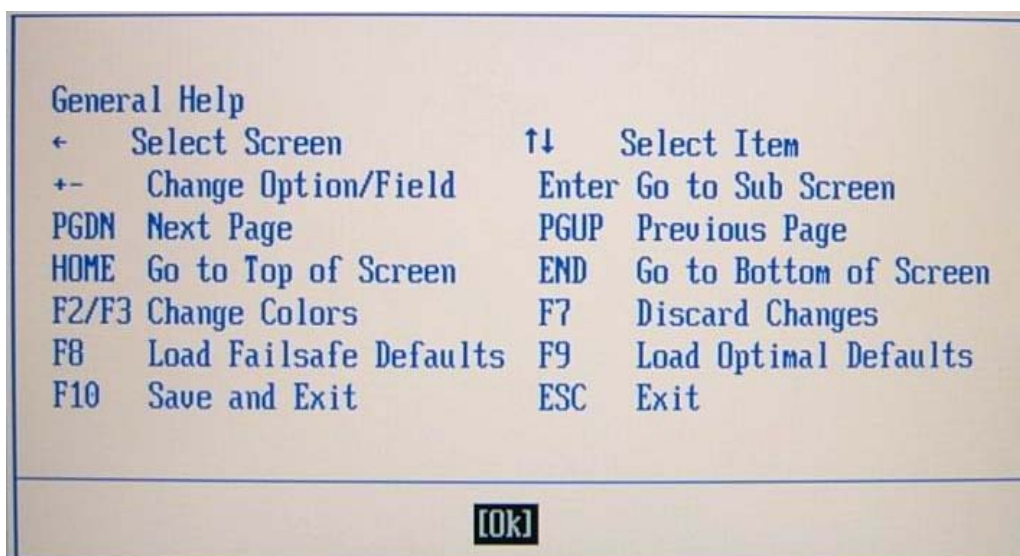 General Help
← Select Screen ↑↓ Select Item
+- Change Option/Field Enter Go to Sub Screen
PGDN Next Page PGUP Previous Page
HOME Go to Top of Screen END Go to Bottom of Screen
F2/F3 Change Colors F7 Discard Changes
F8 Load Failsafe Defaults F9 Load Optimal Defaults
F10 Save and Exit ESC Exit
[Ok]